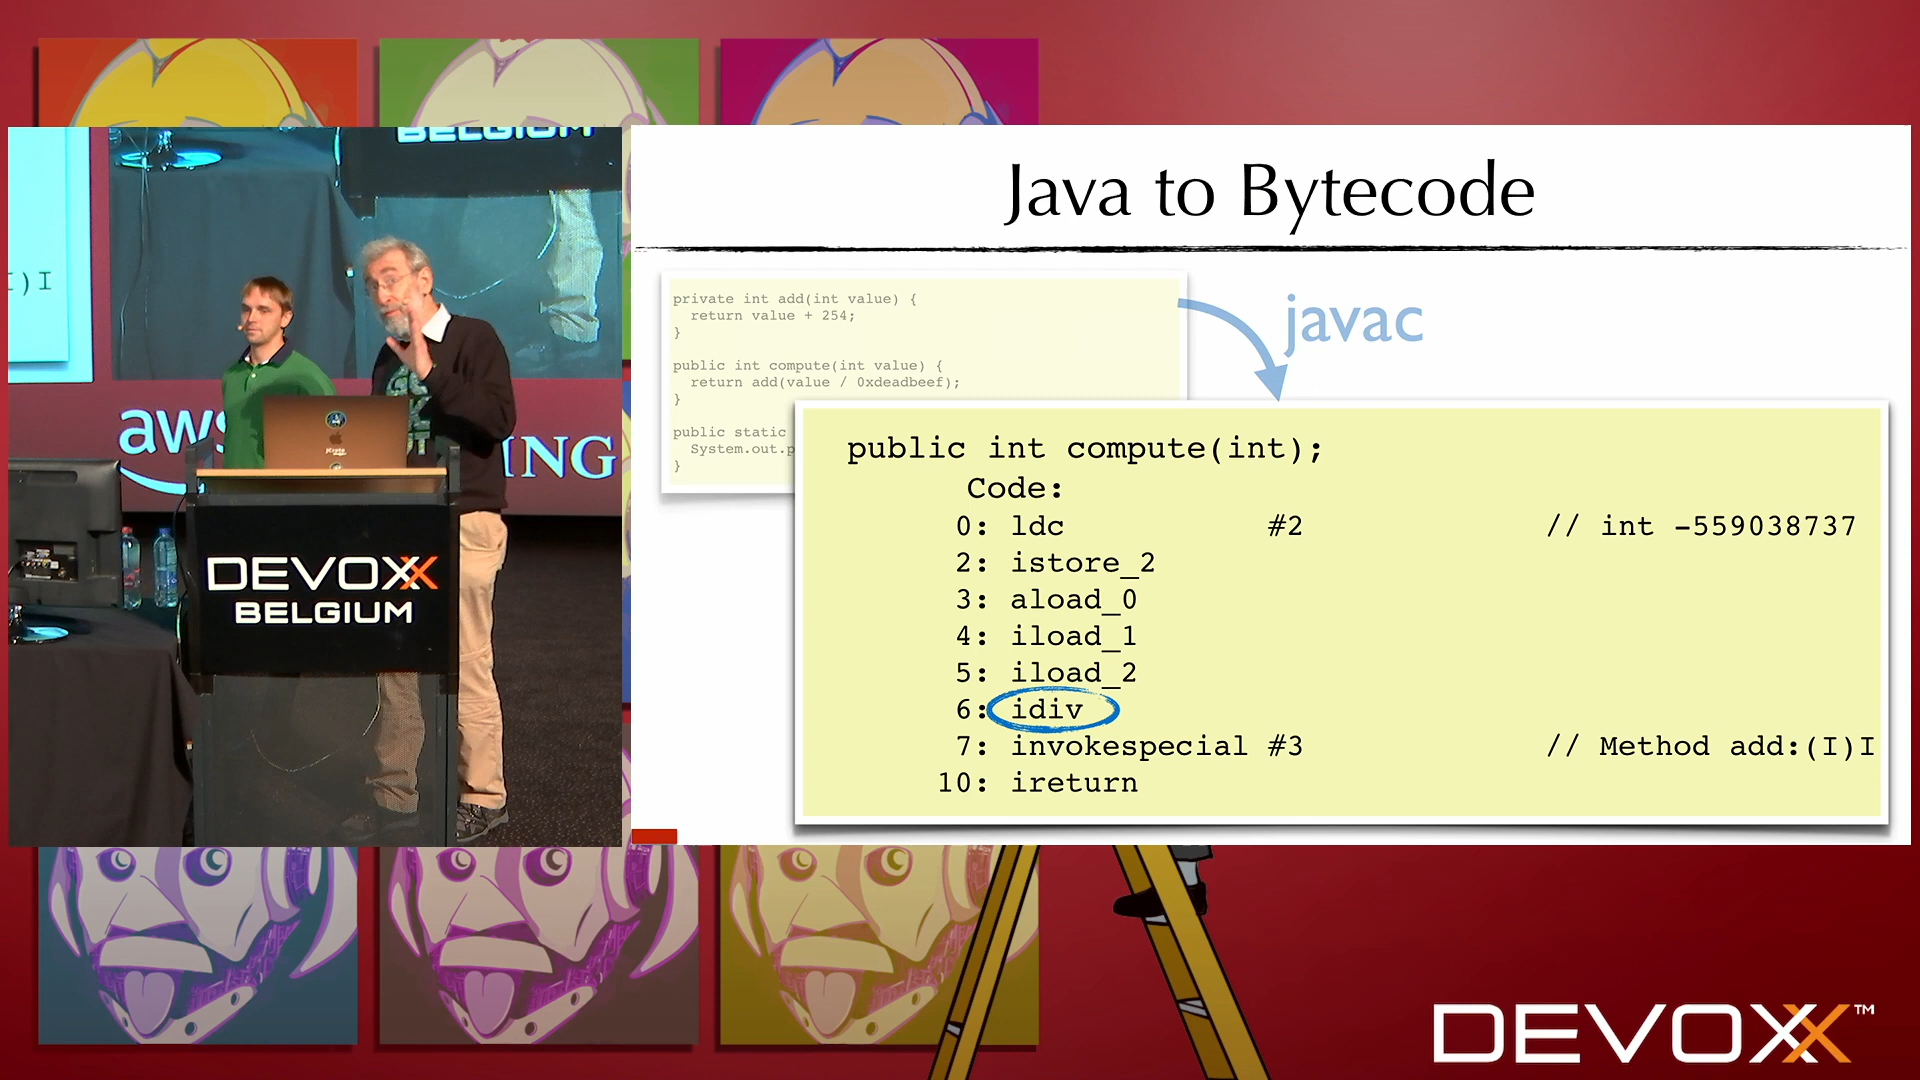 BELGIUM
)I
aws
ING
DEVOXX
BELGIUM
Java to Bytecode
private int add(int value) {
return value + 254;
}
public int compute(int value) {
return add(value / 0xdeadbeef);
}
public static
System.out.p
}
javac
public int compute(int);
Code:
0: ldc #2 // int -559038737
2: istore_2
3: aload_0
4: iload_1
5: iload_2
6: idiv
7: invokespecial #3 // Method add:(I)I
10: ireturn
DEVOXX™